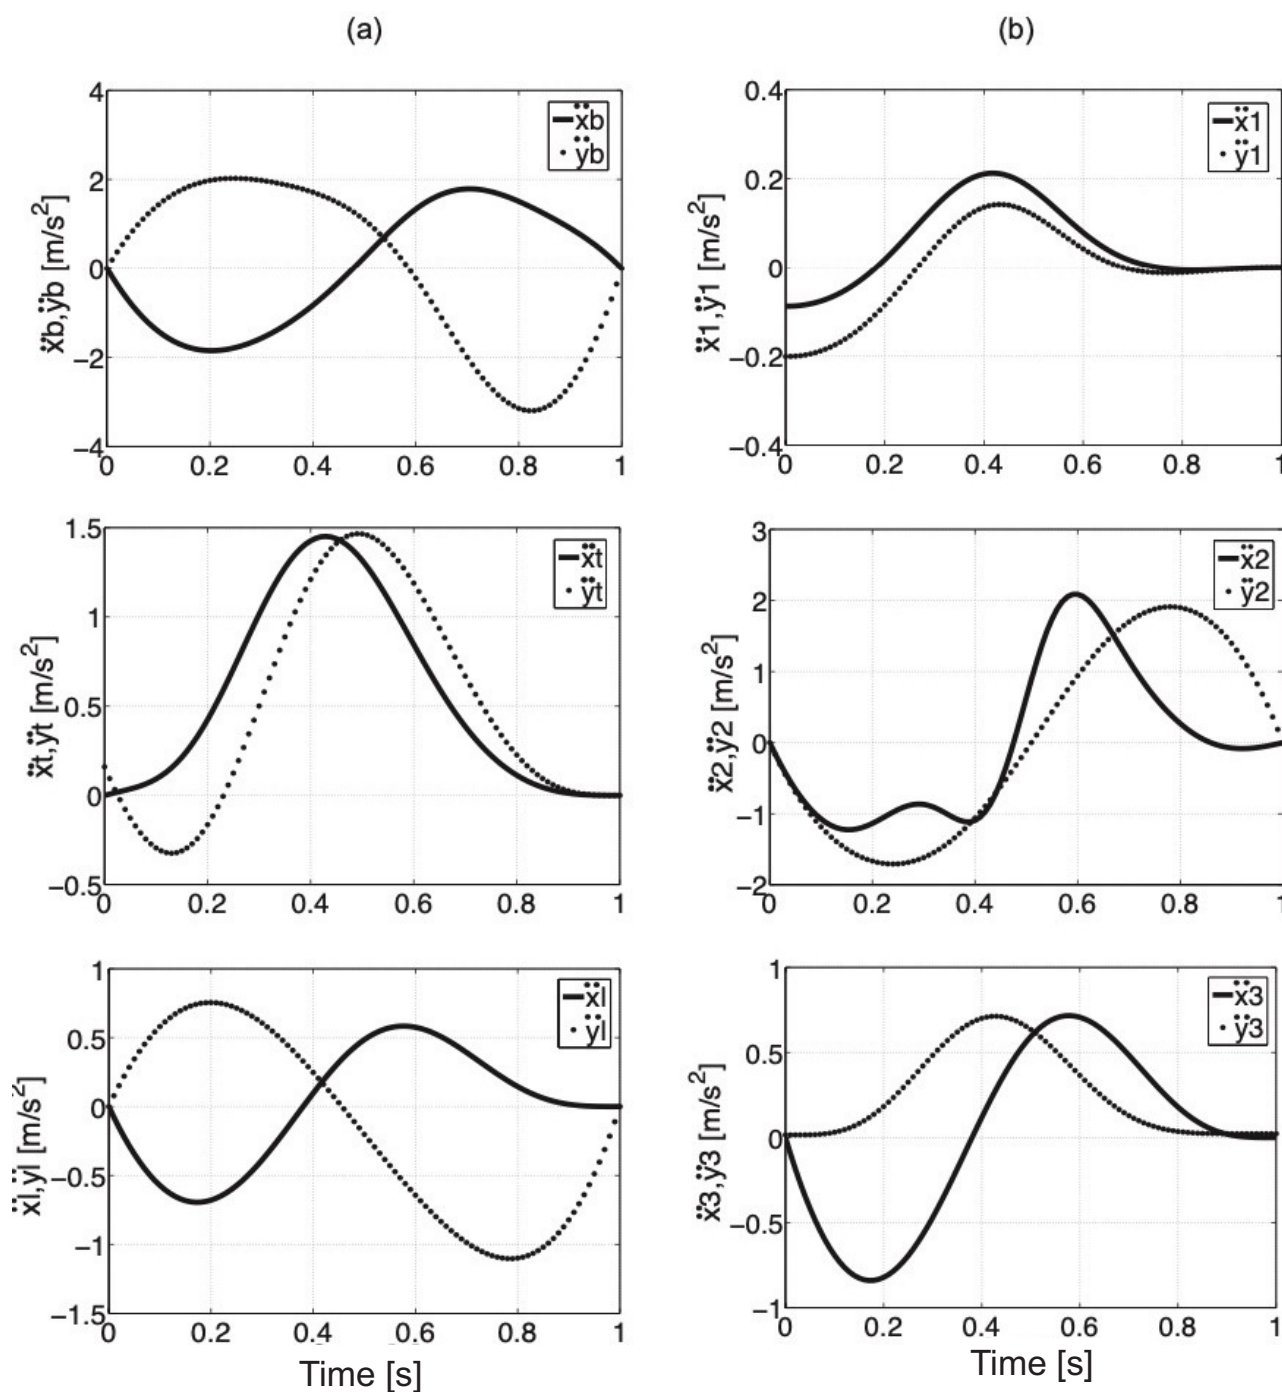 (a)
(b)
4
2
0
−2
−4
ẍb,ÿb [m/s²]
ẍb
ÿb
0 0.2 0.4 0.6 0.8 1
0.4
0.2
0
−0.2
−0.4
ẍ1,ÿ1 [m/s²]
ẍ1
ÿ1
0 0.2 0.4 0.6 0.8 1
1.5
1
0.5
0
−0.5
ẍt,ÿt [m/s²]
ẍt
ÿt
0 0.2 0.4 0.6 0.8 1
3
2
1
0
−1
−2
ẍ2,ÿ2 [m/s²]
ẍ2
ÿ2
0 0.2 0.4 0.6 0.8 1
1
0.5
0
−0.5
−1
−1.5
ẍl,ÿl [m/s²]
ẍl
ÿl
0 0.2 0.4 0.6 0.8 1
Time [s]
1
0.5
0
−0.5
−1
ẍ3,ÿ3 [m/s²]
ẍ3
ÿ3
0 0.2 0.4 0.6 0.8 1
Time [s]